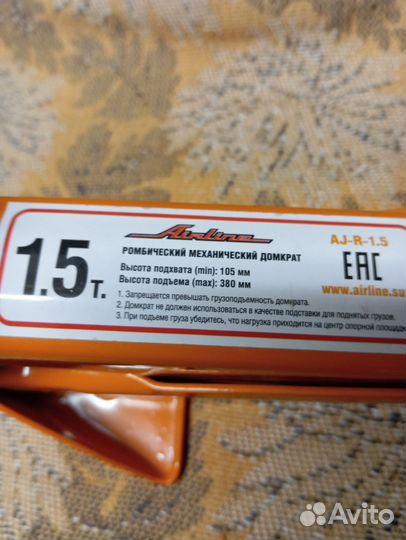 Airline
AJ-R-1.5
1.5т.
РОМБИЧЕСКИЙ МЕХАНИЧЕСКИЙ ДОМКРАТ
Высота подхвата (min): 105 мм
Высота подъема (max): 380 мм
EAC
www.airline.su
1. Запрещается превышать грузоподъемность домкрата.
2. Домкрат не должен использоваться в качестве подставки для поднятых грузов.
3. При подъеме груза убедитесь, что нагрузка приходится на центр опорной площадки
Avito